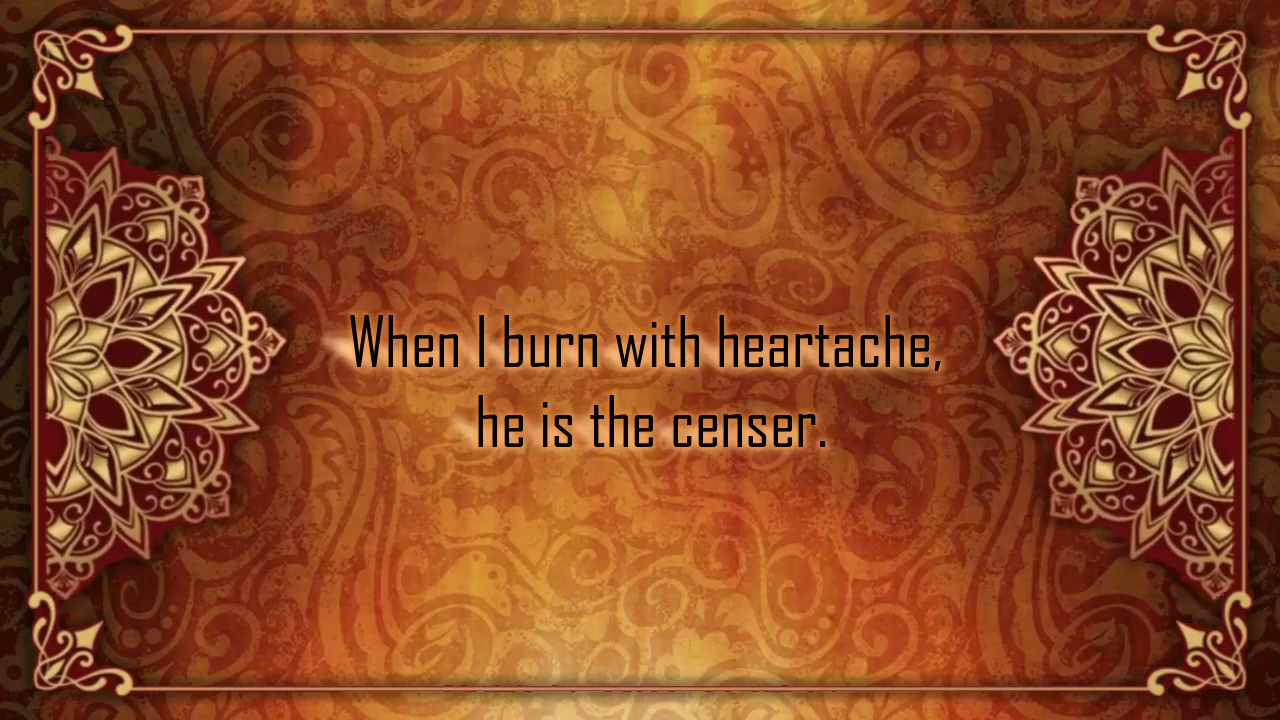 When I burn with heartache,
he is the censer.